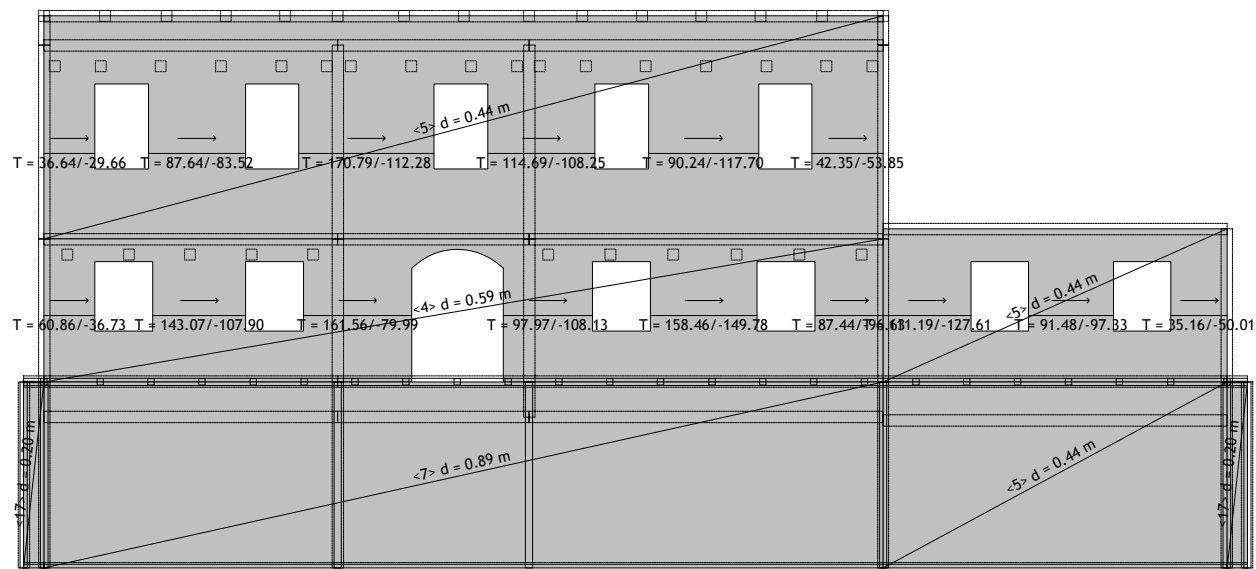 <5> d = 0.44 m
T = 36.64/-29.66 T = 87.64/-83.52 T = 170.79/-112.28 T = 114.69/-108.25 T = 90.24/-117.70 T = 42.35/-53.85
<4> d = 0.59 m
<5> d = 0.44 m
T = 60.86/-36.73 T = 143.07/-107.90 T = 161.56/-79.99 T = 97.97/-108.13 T = 158.46/-149.78 T = 87.44/-96.63 T = 91.48/-97.33 T = 35.16/-50.01
<17> d = 0.20 m
<7> d = 0.89 m
<5> d = 0.44 m
<17> d = 0.20 m